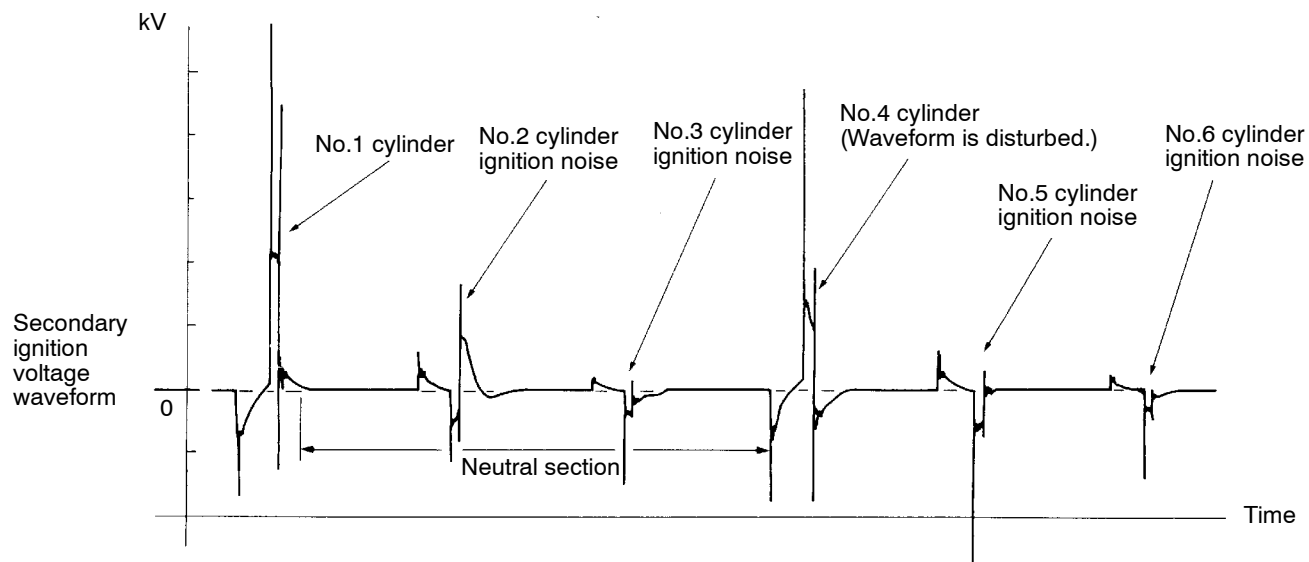 kV
No.1 cylinder
No.2 cylinder
ignition noise
No.3 cylinder
ignition noise
No.4 cylinder
(Waveform is disturbed.)
No.5 cylinder
ignition noise
No.6 cylinder
ignition noise
Secondary
ignition
voltage
waveform
0
Neutral section
Time